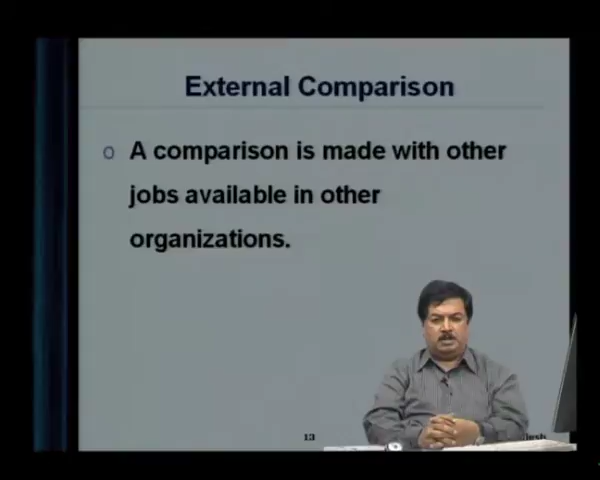 External Comparison
o A comparison is made with other
jobs available in other
organizations.
13